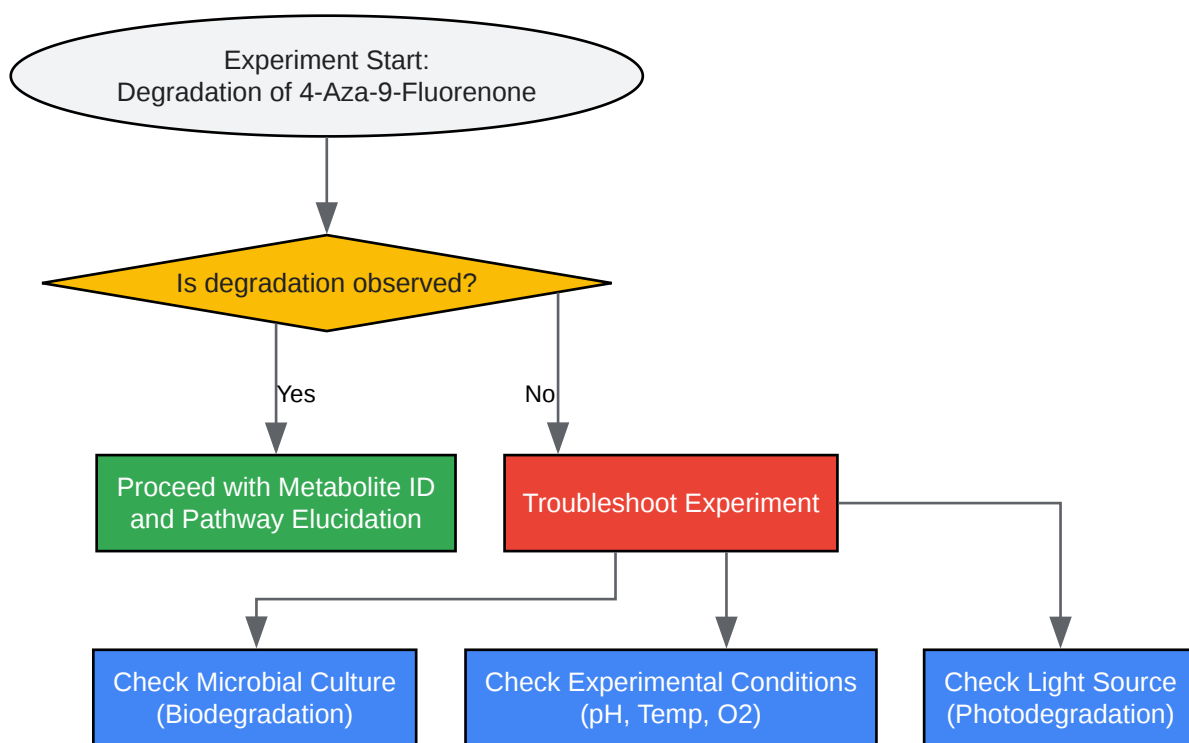 Experiment Start:
Degradation of 4-Aza-9-Fluorenone
Is degradation observed?
Yes
No
Proceed with Metabolite ID
and Pathway Elucidation
Troubleshoot Experiment
Check Microbial Culture
(Biodegradation)
Check Experimental Conditions
(pH, Temp, O2)
Check Light Source
(Photodegradation)